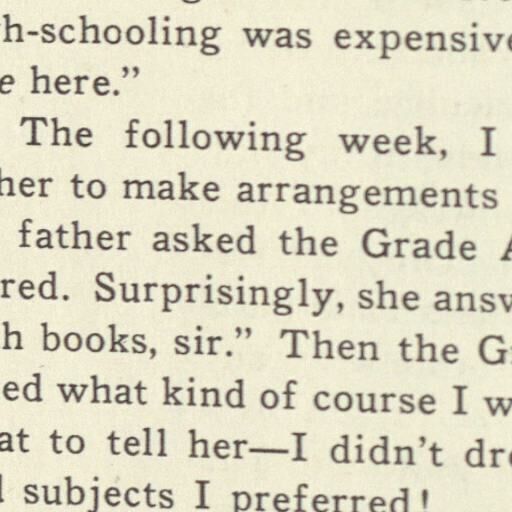 h-schooling was expensive
e here.”
The following week, I
her to make arrangements
father asked the Grade
red. Surprisingly, she answ
h books, sir.” Then the G
ed what kind of course I w
at to tell her—I didn’t dr
subjects I preferred!